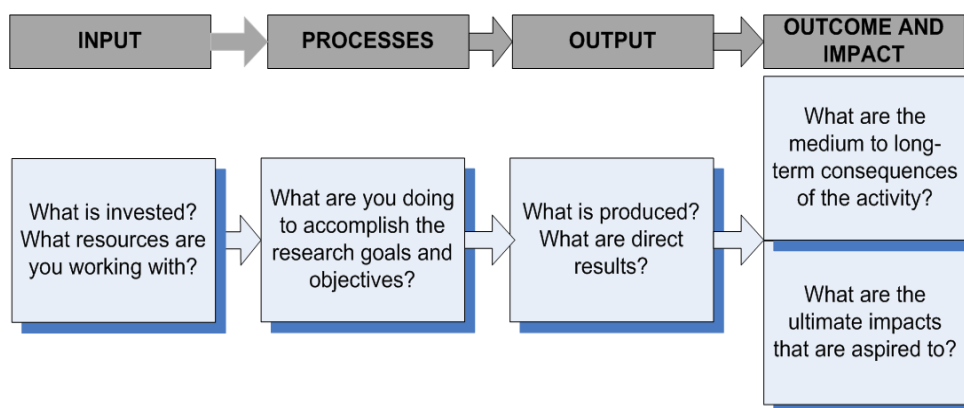 INPUT
PROCESSES
OUTPUT
OUTCOME AND
IMPACT
What is invested?
What resources are
you working with?
What are you doing
to accomplish the
research goals and
objectives?
What is produced?
What are direct
results?
What are the
medium to long-
term consequences
of the activity?
What are the
ultimate impacts
that are aspired to?